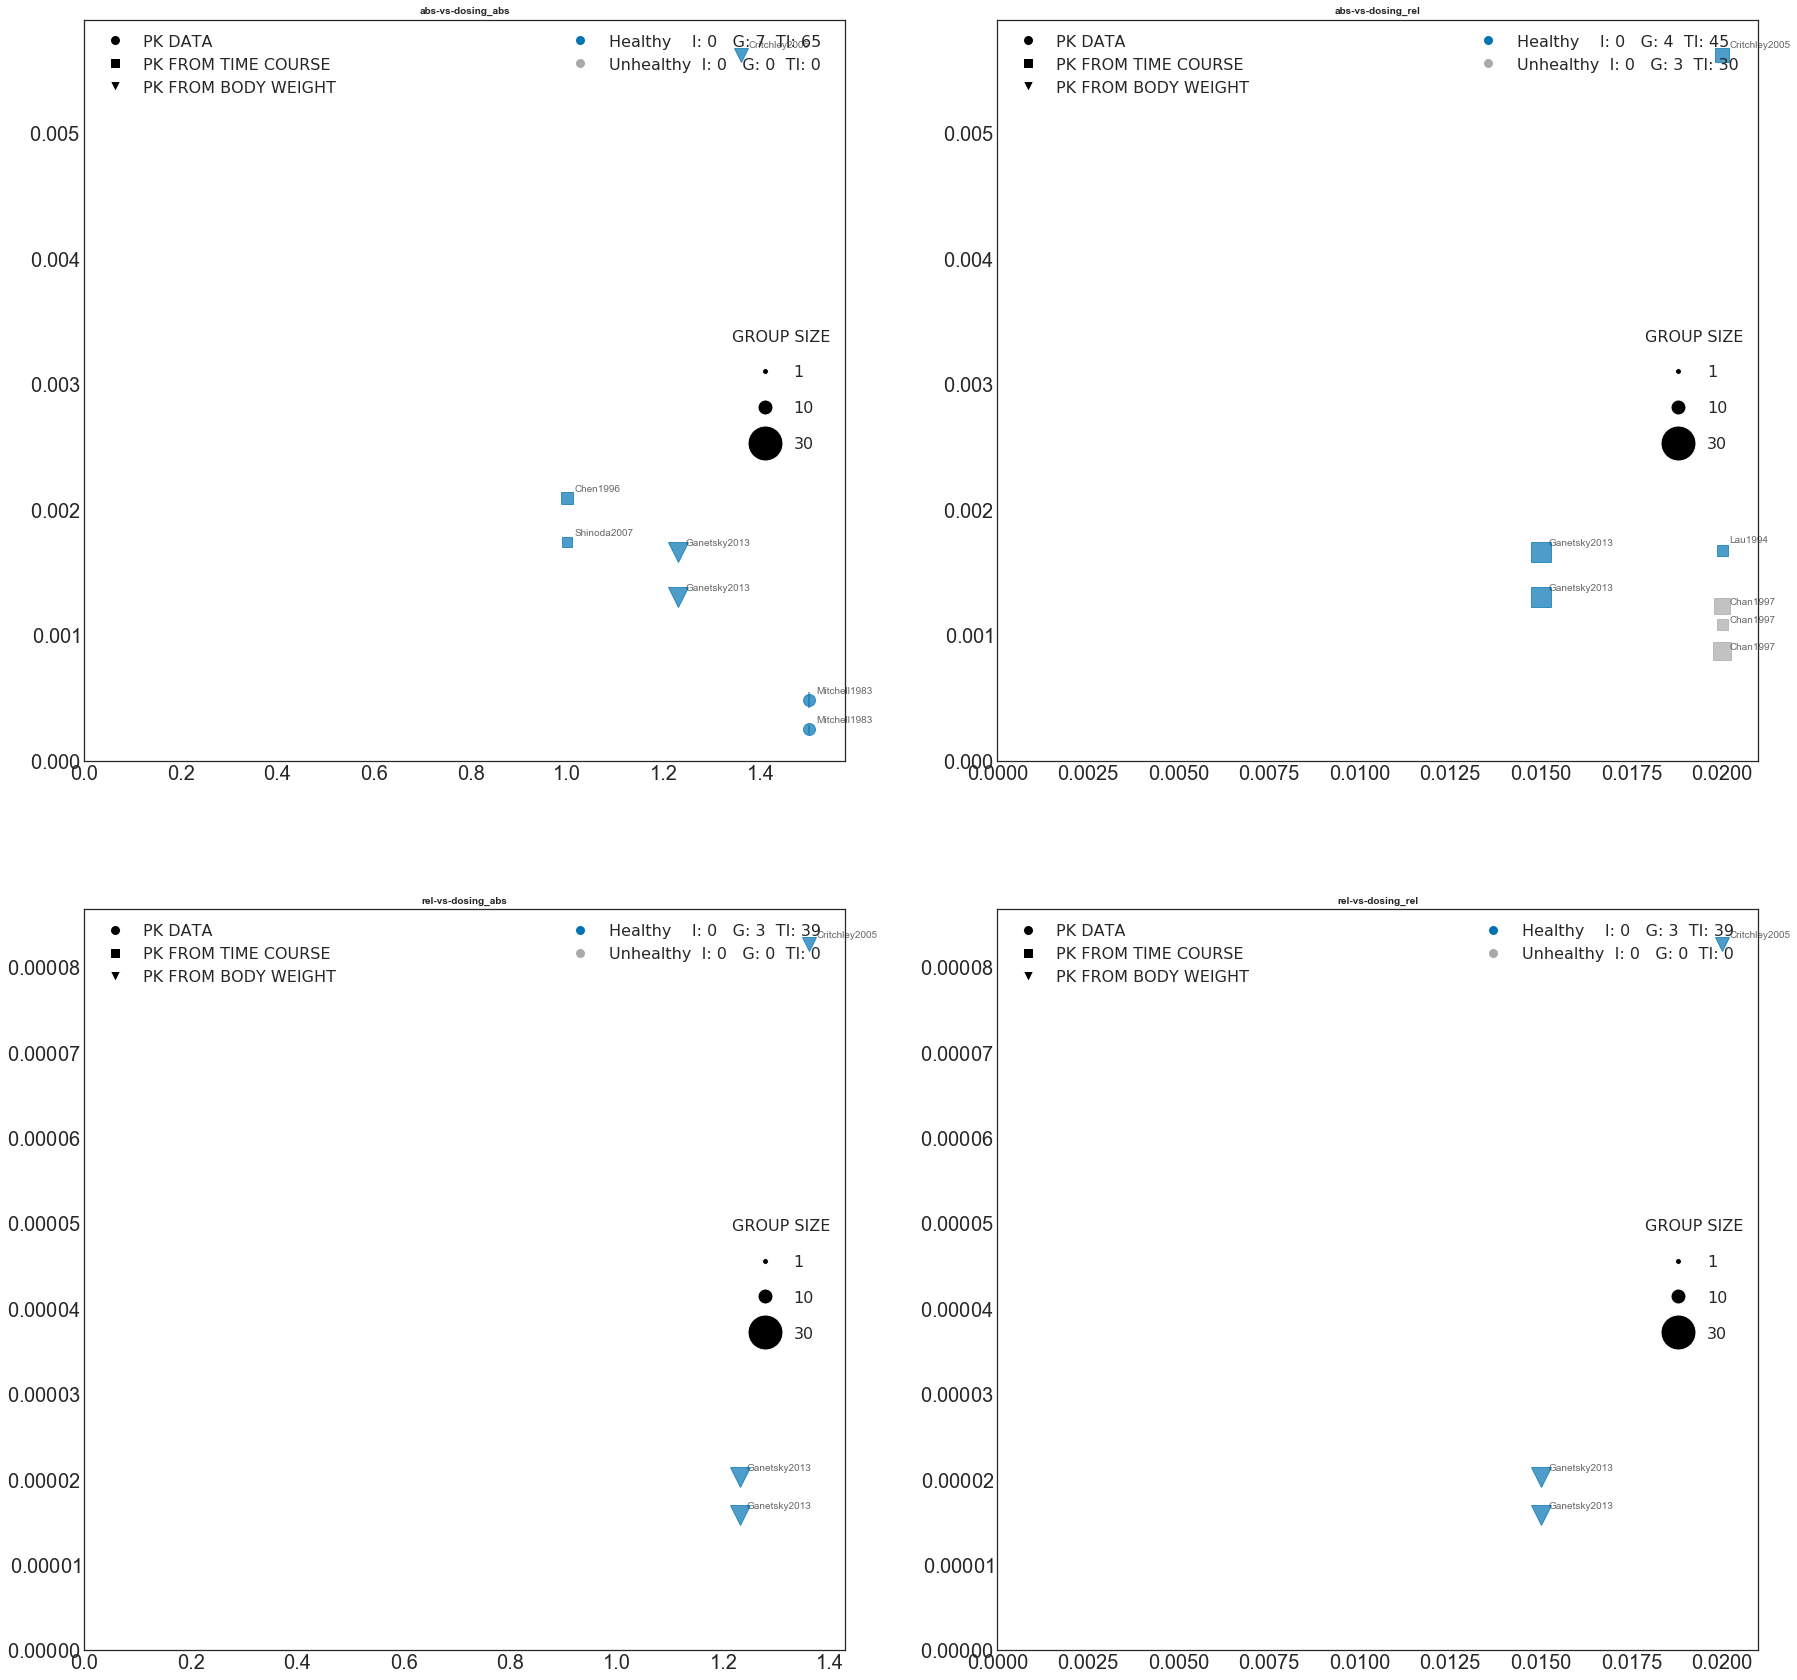 abs-vs-dosing_abs
PK DATA
PK FROM TIME COURSE
PK FROM BODY WEIGHT
Healthy I: 0 G: 7 TI: 65
Unhealthy I: 0 G: 0 TI: 0
Critchley2005
0.005
0.004
0.003
0.002
0.001
0.000
GROUP SIZE
1
10
30
Chen1996
Shinoda2007
Ganetsky2013
Ganetsky2013
Mitchell1983
Mitchell1983
0.0 0.2 0.4 0.6 0.8 1.0 1.2 1.4
abs-vs-dosing_rel
PK DATA
PK FROM TIME COURSE
PK FROM BODY WEIGHT
Healthy I: 0 G: 4 TI: 45
Unhealthy I: 0 G: 3 TI: 30
Critchley2005
0.005
0.004
0.003
0.002
0.001
0.000
GROUP SIZE
1
10
30
Ganetsky2013
Lau1994
Ganetsky2013
Chan1997
Chan1997
Chan1997
0.0000 0.0025 0.0050 0.0075 0.0100 0.0125 0.0150 0.0175 0.0200
rel-vs-dosing_abs
PK DATA
PK FROM TIME COURSE
PK FROM BODY WEIGHT
Healthy I: 0 G: 3 TI: 39
Unhealthy I: 0 G: 0 TI: 0
Critchley2005
0.00008
0.00007
0.00006
0.00005
0.00004
0.00003
0.00002
0.00001
0.00000
GROUP SIZE
1
10
30
Ganetsky2013
Ganetsky2013
0.0 0.2 0.4 0.6 0.8 1.0 1.2 1.4
rel-vs-dosing_rel
PK DATA
PK FROM TIME COURSE
PK FROM BODY WEIGHT
Healthy I: 0 G: 3 TI: 39
Unhealthy I: 0 G: 0 TI: 0
Critchley2005
0.00008
0.00007
0.00006
0.00005
0.00004
0.00003
0.00002
0.00001
0.00000
GROUP SIZE
1
10
30
Ganetsky2013
Ganetsky2013
0.0000 0.0025 0.0050 0.0075 0.0100 0.0125 0.0150 0.0175 0.0200